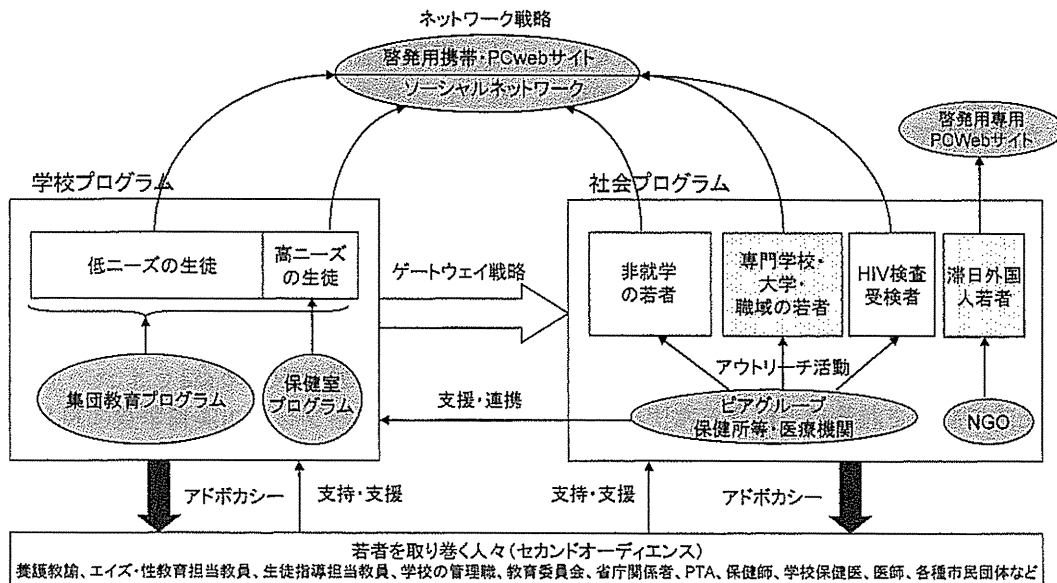 ネットワーク戦略
啓発用携帯・PCwebサイト
ソーシャルネットワーク
啓発用専用
PCWebサイト
学校プログラム
社会プログラム
低ニーズの生徒
高ニーズ
の生徒
ゲートウェイ戦略
非就学
の若者
専門学校・
大学・
職域の若者
HIV検査
受検者
滞日外国
人若者
集団教育プログラム
保健室
プログラム
アウトリーチ活動
支援・連携
ピアグループ
保健所等・医療機関
NGO
アドボカシー
支持・支援
支持・支援
アドボカシー
若者を取り巻く人々(セカンドオーディエンス)
養護教諭、エイズ・性教育担当教員、生徒指導担当教員、学校の管理職、教育委員会、省庁関係者、PTA、保健師、学校保健医、医師、各種市民団体など